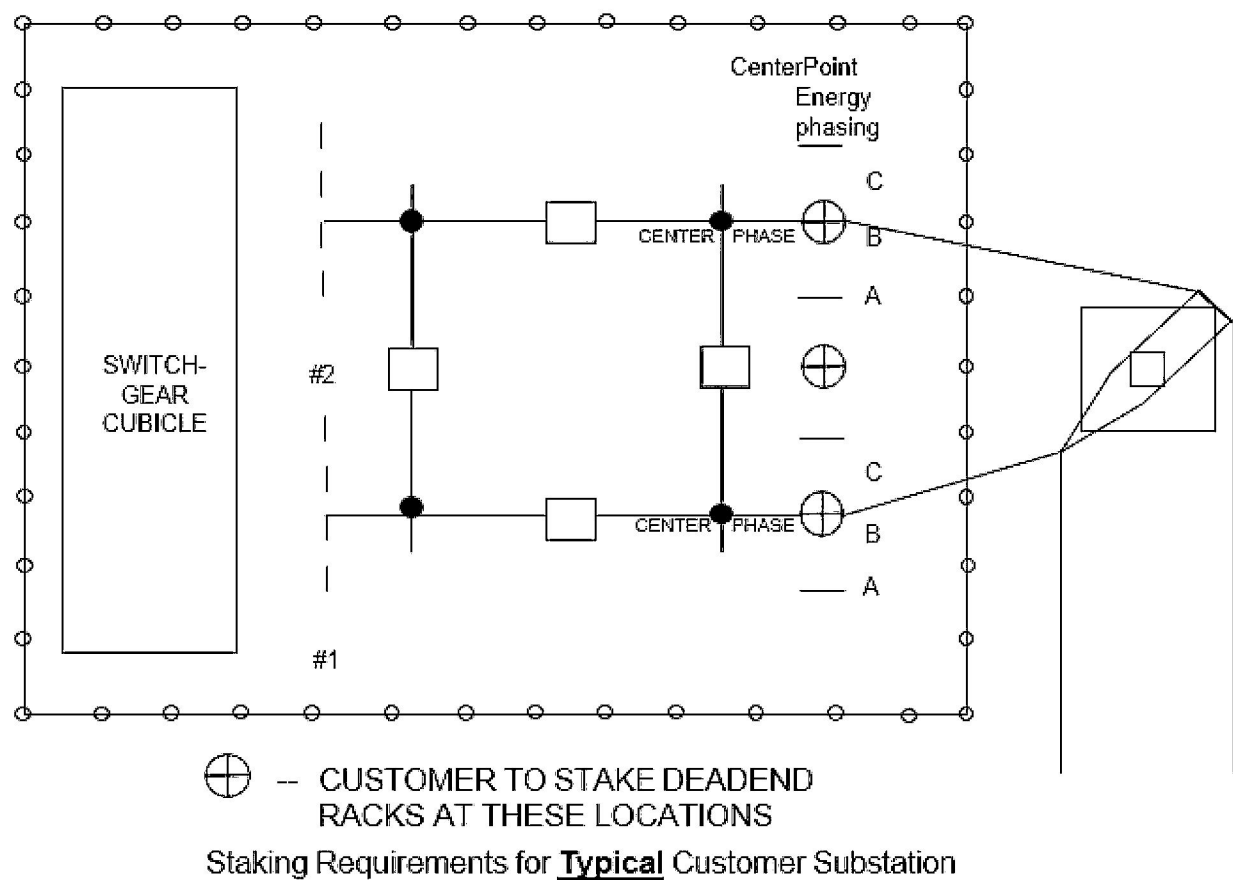 CenterPoint
Energy
phasing
C
CENTER PHASE
B
A
SWITCH-
GEAR
CUBICLE
#2
C
CENTER PHASE
B
A
#1
-- CUSTOMER TO STAKE DEADEND
RACKS AT THESE LOCATIONS
Staking Requirements for Typical Customer Substation